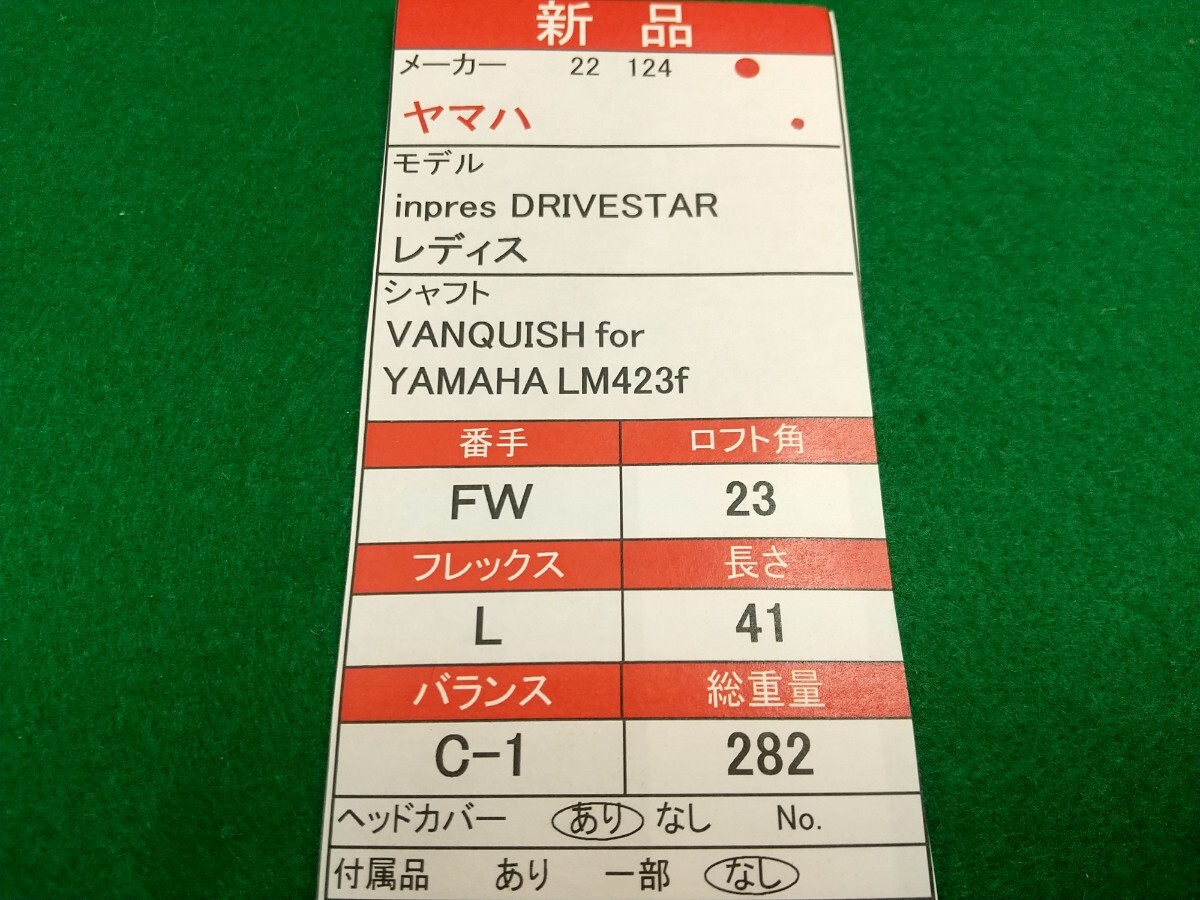 新 品
メーカー 22 124
ヤマハ
モデル
inpres DRIVESTAR
レディス
シャフト
VANQUISH for
YAMAHA LM423f
番手 ロフト角
FW 23
フレックス 長さ
L 41
バランス 総重量
C-1 282
ヘッドカバー あり なし No.
付属品 あり 一部 なし